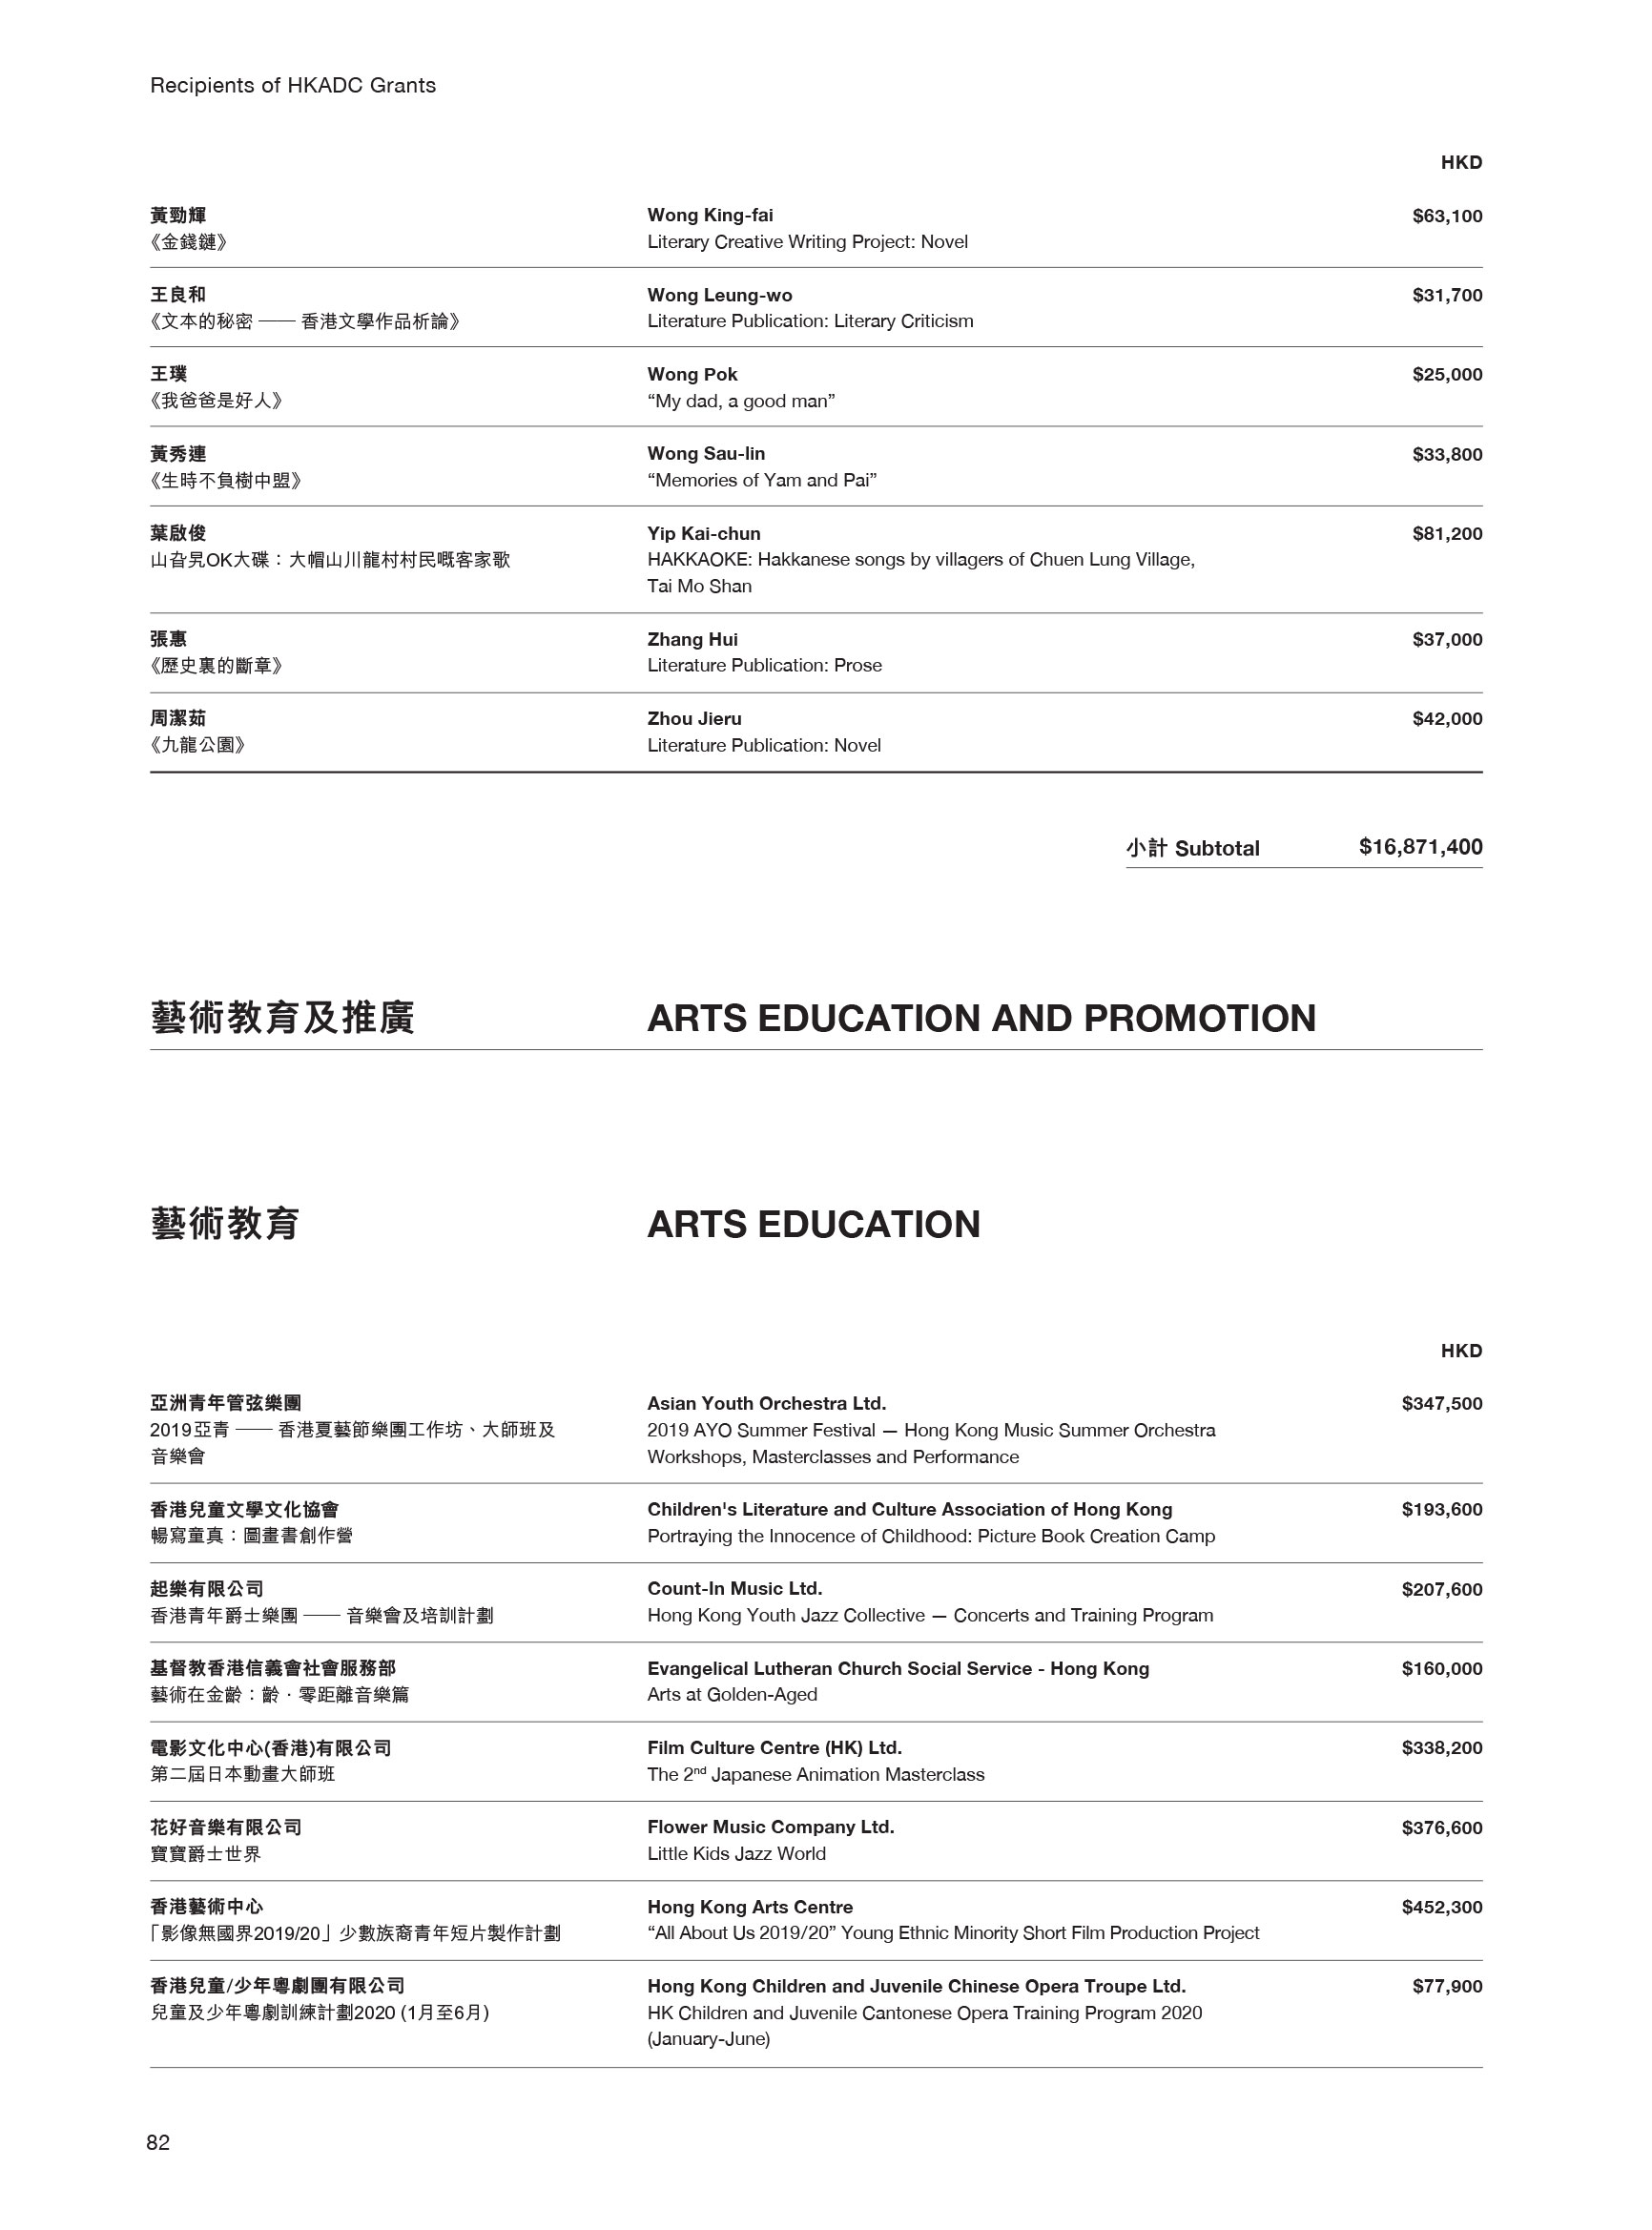 Recipients of HKADC Grants
HKD
黃勁輝 Wong King-fai $63,100
《金錢鏈》 Literary Creative Writing Project: Novel
王良和 Wong Leung-wo $31,700
《文本的秘密 —— 香港文學作品析論》 Literature Publication: Literary Criticism
王璞 Wong Pok $25,000
《我爸爸是好人》 “My dad, a good man”
黃秀連 Wong Sau-lin $33,800
《生時不負樹中盟》 “Memories of Yam and Pai”
葉啟俊 Yip Kai-chun $81,200
山旮旯OK大碟：大帽山川龍村村民嘅客家歌 HAKKAOKE: Hakkanese songs by villagers of Chuen Lung Village,
Tai Mo Shan
張惠 Zhang Hui $37,000
《歷史裏的斷章》 Literature Publication: Prose
周潔茹 Zhou Jieru $42,000
《九龍公園》 Literature Publication: Novel
小計 Subtotal $16,871,400
藝術教育及推廣 ARTS EDUCATION AND PROMOTION
藝術教育 ARTS EDUCATION
HKD
亞洲青年管弦樂團 Asian Youth Orchestra Ltd. $347,500
2019亞青 —— 香港夏藝節樂團工作坊、大師班及 2019 AYO Summer Festival — Hong Kong Music Summer Orchestra
音樂會 Workshops, Masterclasses and Performance
香港兒童文學文化協會 Children's Literature and Culture Association of Hong Kong $193,600
暢寫童真：圖畫書創作營 Portraying the Innocence of Childhood: Picture Book Creation Camp
起樂有限公司 Count-In Music Ltd. $207,600
香港青年爵士樂團 —— 音樂會及培訓計劃 Hong Kong Youth Jazz Collective — Concerts and Training Program
基督教香港信義會社會服務部 Evangelical Lutheran Church Social Service - Hong Kong $160,000
藝術在金齡：齡．零距離音樂篇 Arts at Golden-Aged
電影文化中心(香港)有限公司 Film Culture Centre (HK) Ltd. $338,200
第二屆日本動畫大師班 The 2nd Japanese Animation Masterclass
花好音樂有限公司 Flower Music Company Ltd. $376,600
寶寶爵士世界 Little Kids Jazz World
香港藝術中心 Hong Kong Arts Centre $452,300
「影像無國界2019/20」少數族裔青年短片製作計劃 “All About Us 2019/20” Young Ethnic Minority Short Film Production Project
香港兒童/少年粵劇團有限公司 Hong Kong Children and Juvenile Chinese Opera Troupe Ltd. $77,900
兒童及少年粵劇訓練計劃2020 (1月至6月) HK Children and Juvenile Cantonese Opera Training Program 2020
(January-June)
82